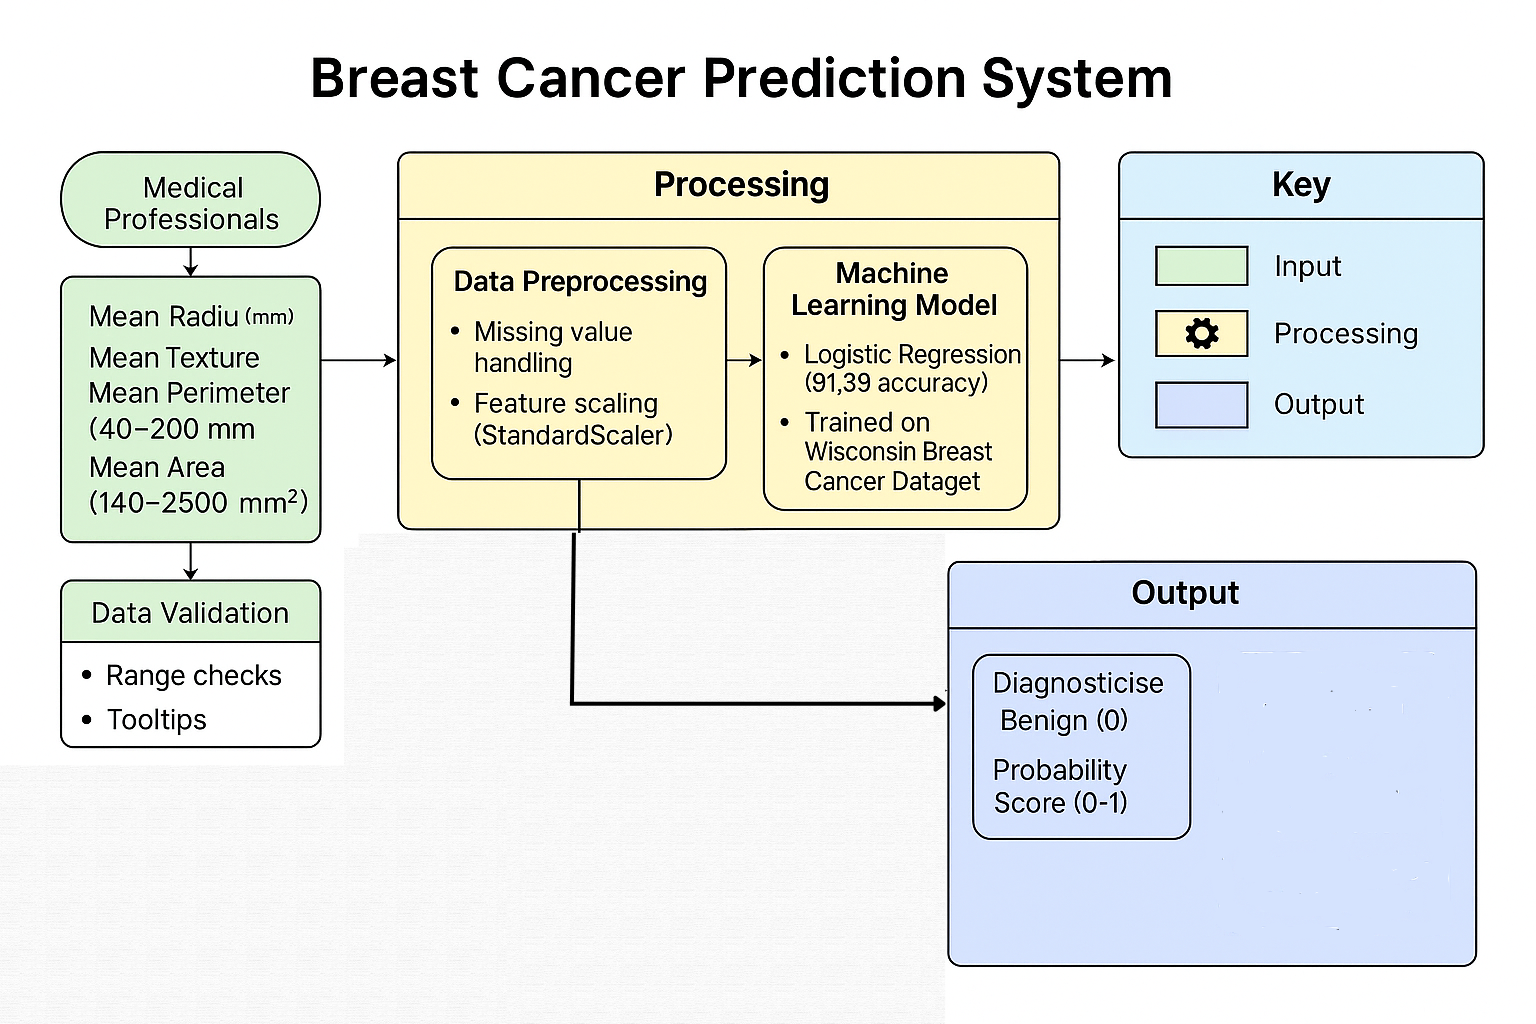 Breast Cancer Prediction System
Medical
Professionals
Mean Radiu (mm)
Mean Texture
Mean Perimeter
(40–200 mm
Mean Area
(140–2500 mm²)
Data Validation
• Range checks
• Tooltips
Processing
Data Preprocessing
• Missing value
handling
• Feature scaling
(StandardScaler)
Machine
Learning Model
• Logistic Regression
(91,39 accuracy)
• Trained on
Wisconsin Breast
Cancer Dataget
Key
Input
Processing
Output
Output
Diagnosticise
Benign (0)
Probability
Score (0-1)